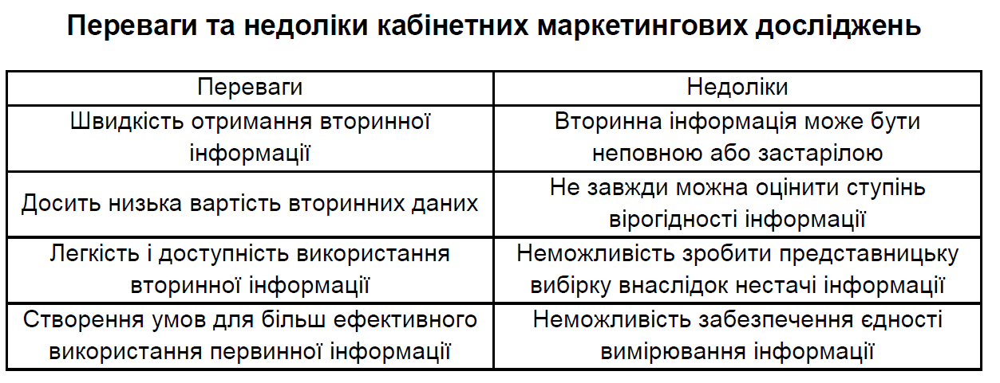 Переваги та недоліки кабінетних маркетингових досліджень
Переваги
Недоліки
Швидкість отримання вторинної
інформації
Вторинна інформація може бути
неповною або застарілою
Досить низька вартість вторинних даних
Не завжди можна оцінити ступінь
вірогідності інформації
Легкість і доступність використання
вторинної інформації
Неможливість зробити представницьку
вибірку внаслідок нестачі інформації
Створення умов для більш ефективного
використання первинної інформації
Неможливість забезпечення єдності
вимірювання інформації